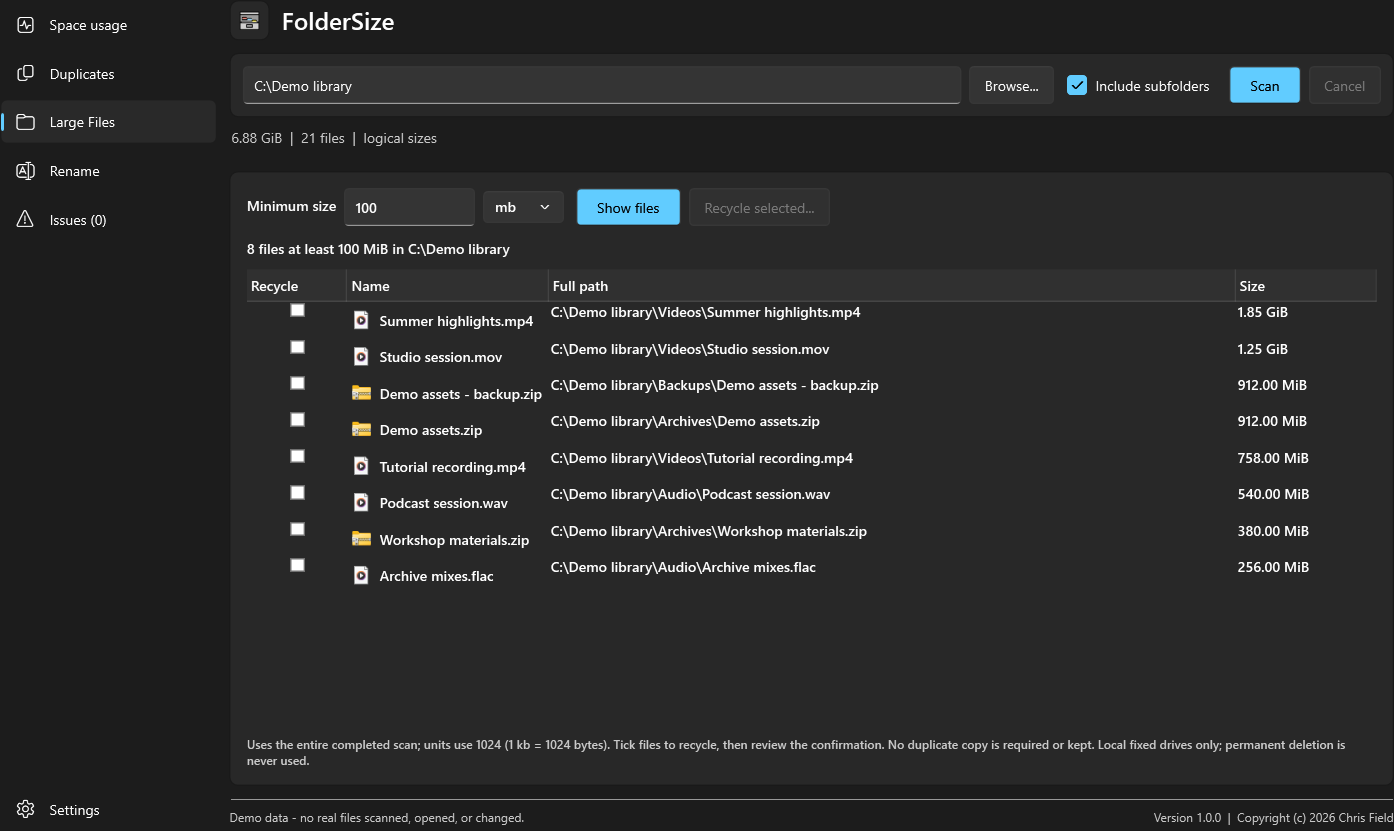 Space usage
Duplicates
Large Files
Rename
Issues (0)
Settings
FolderSize
C:\Demo library
Browse...
Include subfolders
Scan
Cancel
6.88 GiB | 21 files | logical sizes
Minimum size
100
mb
Show files
Recycle selected...
8 files at least 100 MiB in C:\Demo library
Recycle Name Full path Size
Summer highlights.mp4 C:\Demo library\Videos\Summer highlights.mp4 1.85 GiB
Studio session.mov C:\Demo library\Videos\Studio session.mov 1.25 GiB
Demo assets - backup.zip C:\Demo library\Backups\Demo assets - backup.zip 912.00 MiB
Demo assets.zip C:\Demo library\Archives\Demo assets.zip 912.00 MiB
Tutorial recording.mp4 C:\Demo library\Videos\Tutorial recording.mp4 758.00 MiB
Podcast session.wav C:\Demo library\Audio\Podcast session.wav 540.00 MiB
Workshop materials.zip C:\Demo library\Archives\Workshop materials.zip 380.00 MiB
Archive mixes.flac C:\Demo library\Audio\Archive mixes.flac 256.00 MiB
Uses the entire completed scan; units use 1024 (1 kb = 1024 bytes). Tick files to recycle, then review the confirmation. No duplicate copy is required or kept. Local fixed drives only; permanent deletion is
never used.
Demo data - no real files scanned, opened, or changed.
Version 1.0.0 | Copyright (c) 2026 Chris Field